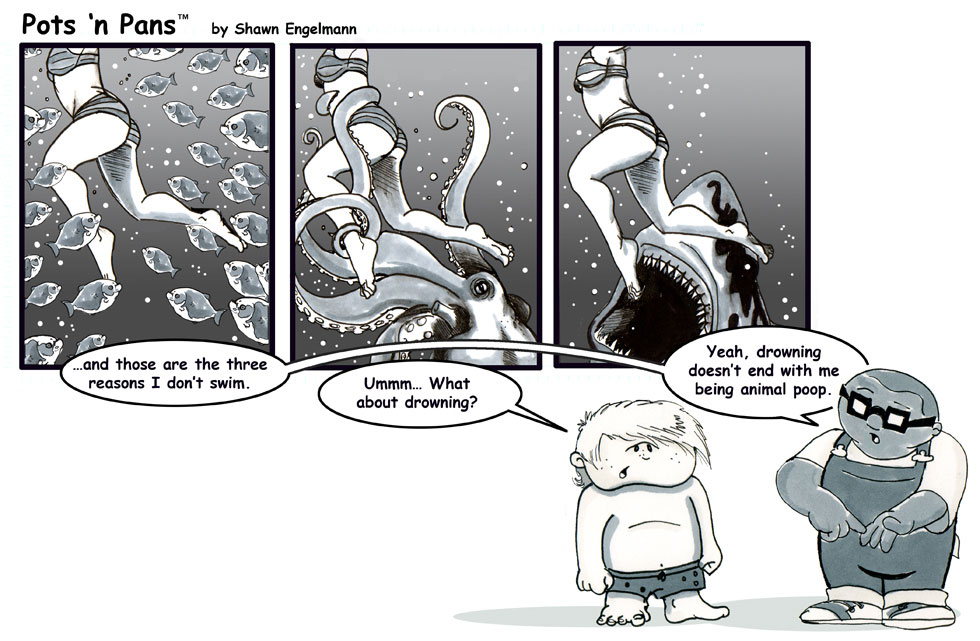 Pots 'n Pans™ by Shawn Engelmann
...and those are the three
reasons I don't swim.
Ummm... What
about drowning?
Yeah, drowning
doesn't end with me
being animal poop.